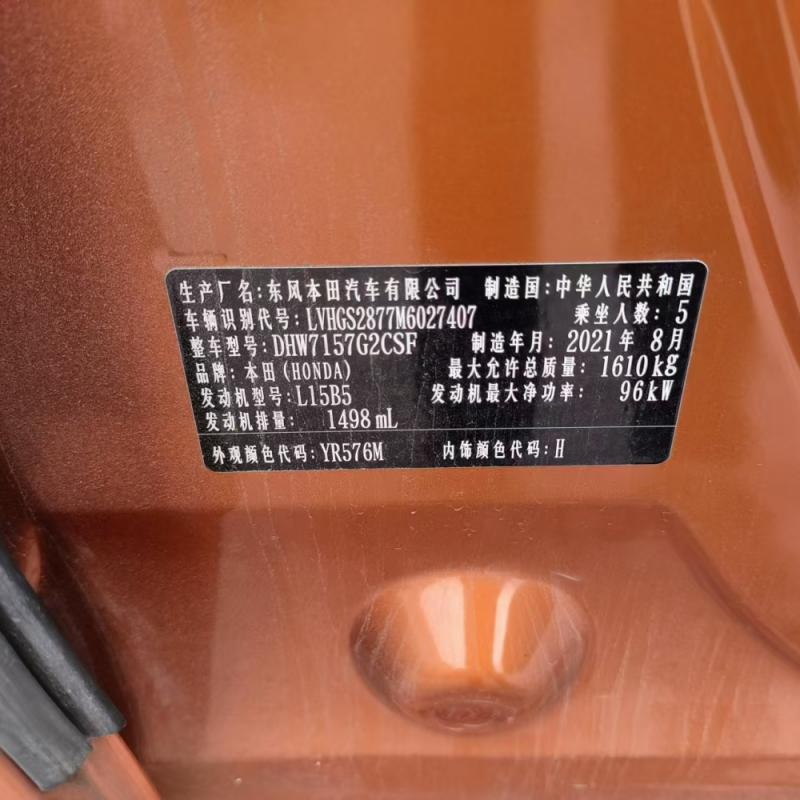 生产厂名:东风本田汽车有限公司 制造国:中华人民共和国
车辆识别代号:LVHGS2877M6027407 乘坐人数:5
整车型号:DHW7157G2CSF 制造年月:2021年 8月
品牌:本田(HONDA) 最大允许总质量:1610kg
发动机型号:L15B5 发动机最大净功率:96kW
发动机排量: 1498mL
外观颜色代码:YR576M 内饰颜色代码:H